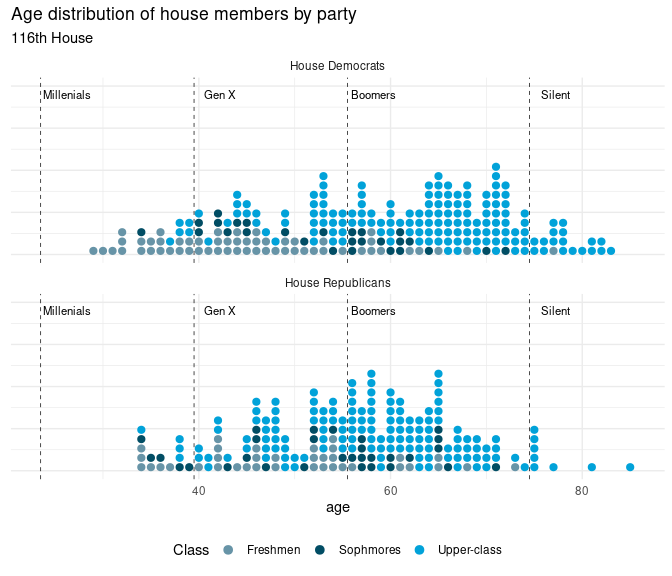 Age distribution of house members by party
116th House
House Democrats
Millenials Gen X Boomers Silent
House Republicans
Millenials Gen X Boomers Silent
40 60 80
age
Class Freshmen Sophmores Upper-class